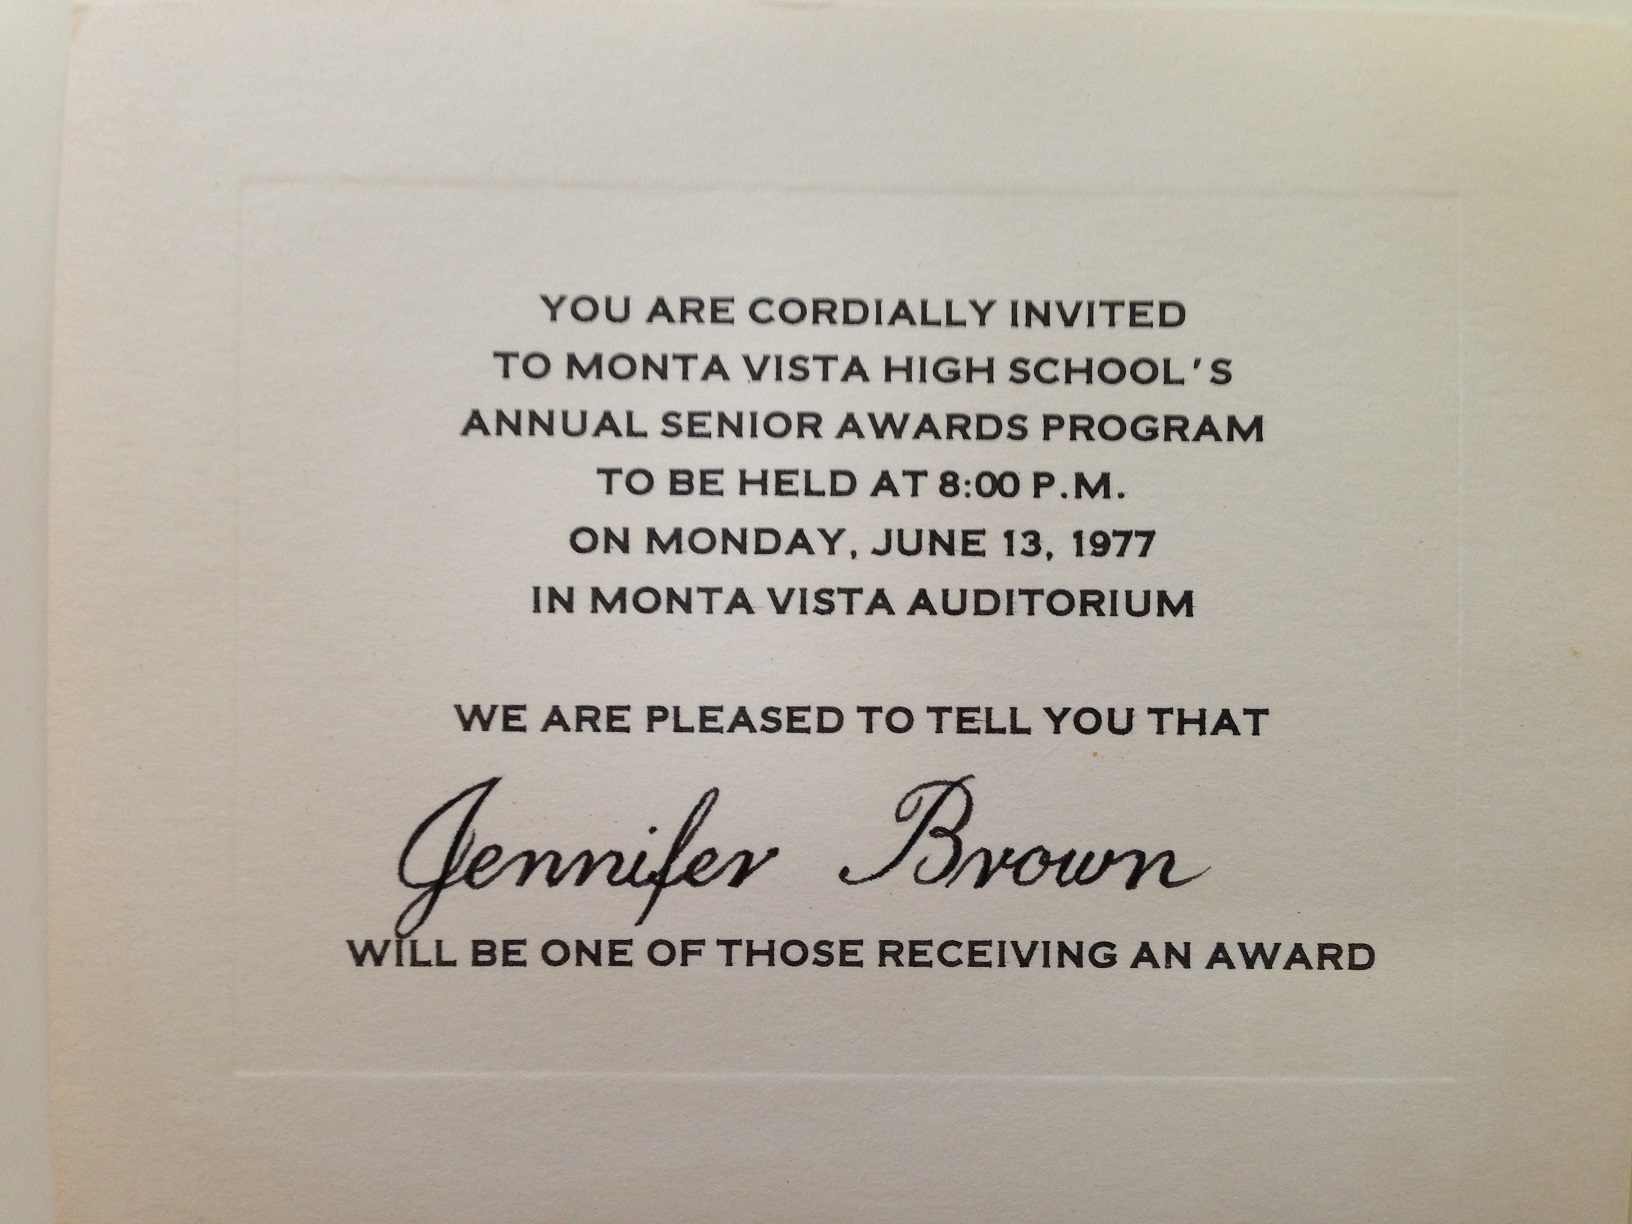 YOU ARE CORDIALLY INVITED
TO MONTA VISTA HIGH SCHOOL'S
ANNUAL SENIOR AWARDS PROGRAM
TO BE HELD AT 8:00 P.M.
ON MONDAY, JUNE 13, 1977
IN MONTA VISTA AUDITORIUM
WE ARE PLEASED TO TELL YOU THAT
Jennifer Brown
WILL BE ONE OF THOSE RECEIVING AN AWARD